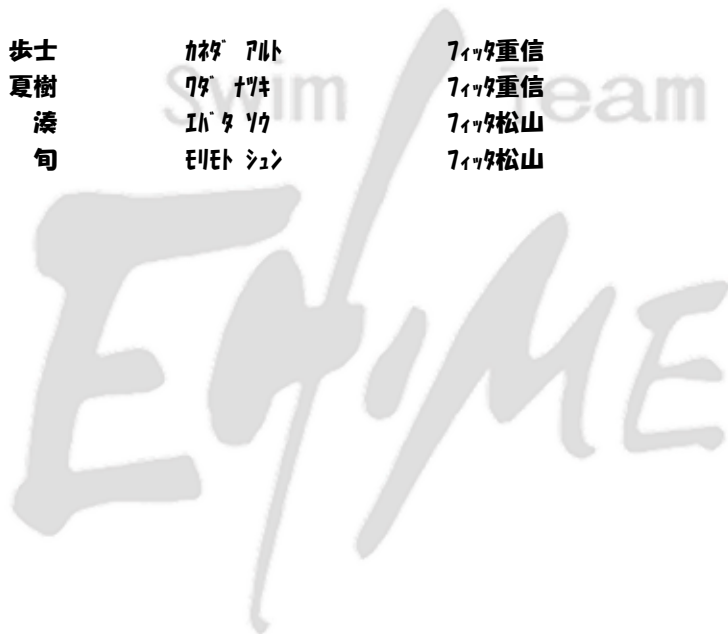 歩士 ｶﾈﾀﾞ ｱﾙﾄ ﾌｨｯﾀ重信
夏樹 ﾜﾀﾞ ﾅﾂｷ ﾌｨｯﾀ重信
湊 ｴﾊﾞﾀ ｿｳ ﾌｨｯﾀ松山
旬 ﾓﾘﾓﾄ ｼｭﾝ ﾌｨｯﾀ松山
Swim Team
EHIME